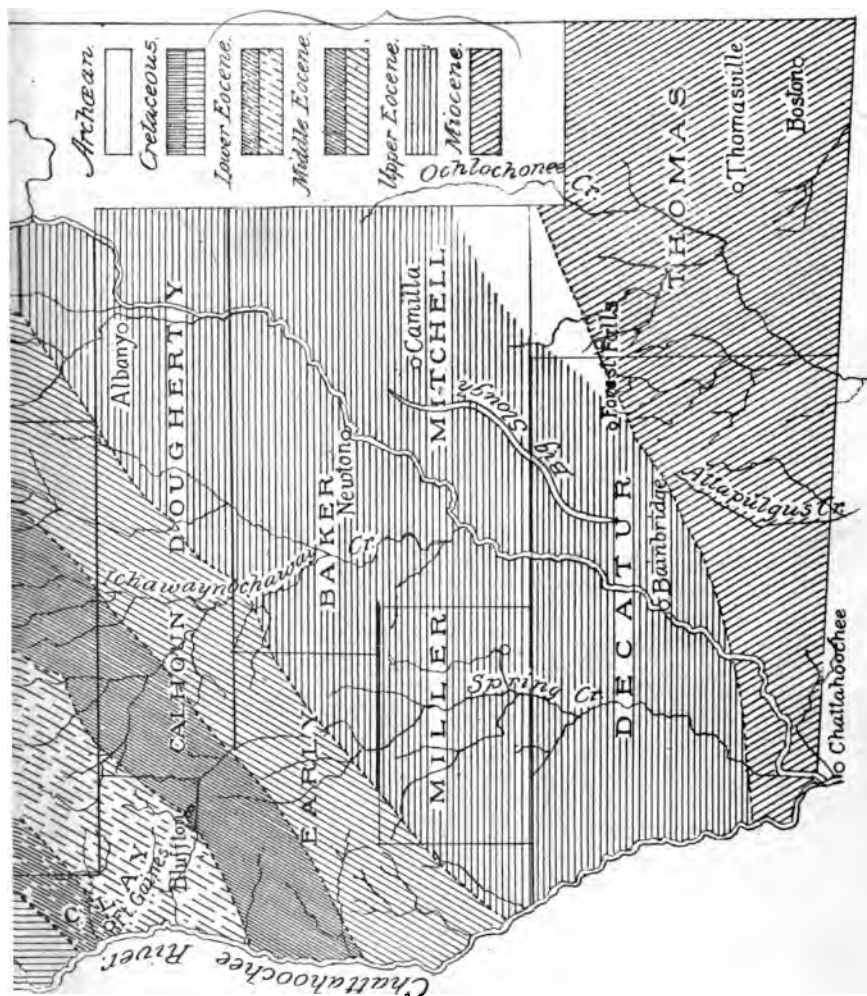 Archæan.
Cretaceous.
Lower Eocene.
Middle Eocene.
Upper Eocene.
Miocene.
Ochlochonee
Cr.
THOMAS
Thomasville
Boston
Albany
DOUGHERTY
Camilla
MITCHELL
Big Slough
Forest Falls
Newton
BAKER
Ichawaynochaway Cr.
CALHOUN
EARLY
MILLER
Spring Cr.
DECATUR
Bainbridge
Attapulgus Cr.
Chattahoochee
CLAY
Ft. Gaines
Bluffton
Chattahoochee River.